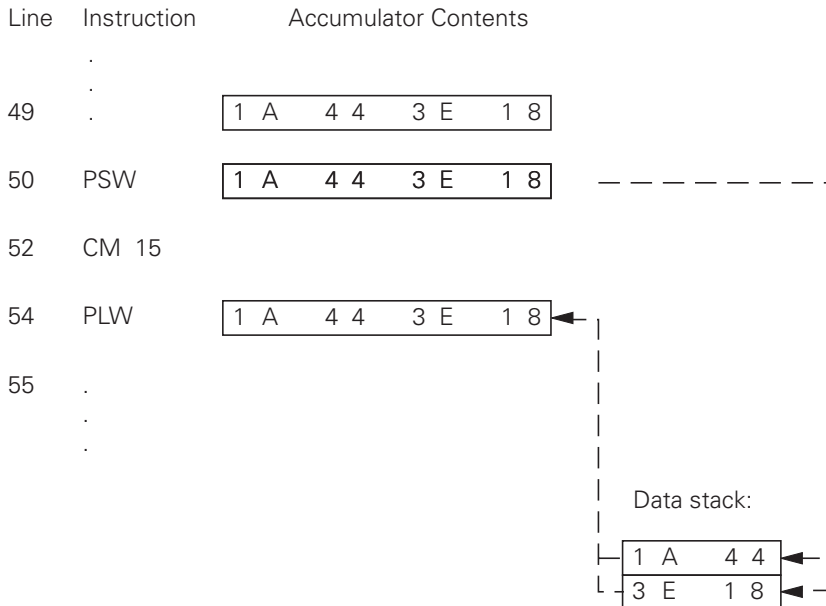 Line Instruction Accumulator Contents
.
.
49 . 1 A 4 4 3 E 1 8
50 PSW 1 A 4 4 3 E 1 8
52 CM 15
54 PLW 1 A 4 4 3 E 1 8
55 .
.
.
Data stack:
1 A 4 4
3 E 1 8